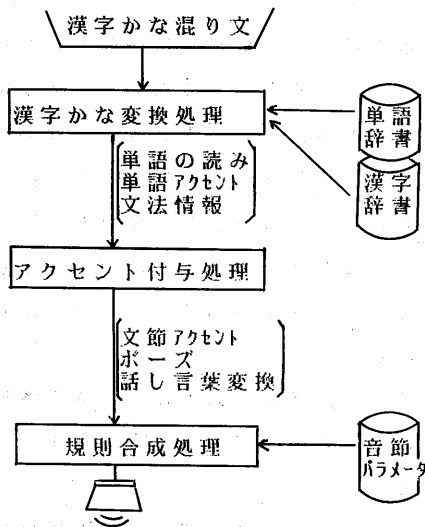 漢字かな混り文
漢字かな変換処理
単語
辞書
漢字
辞書
単語の読み
単語アクセント
文法情報
アクセント付与処理
文節アクセント
ポーズ
話し言葉変換
規則合成処理
音節
パラメータ